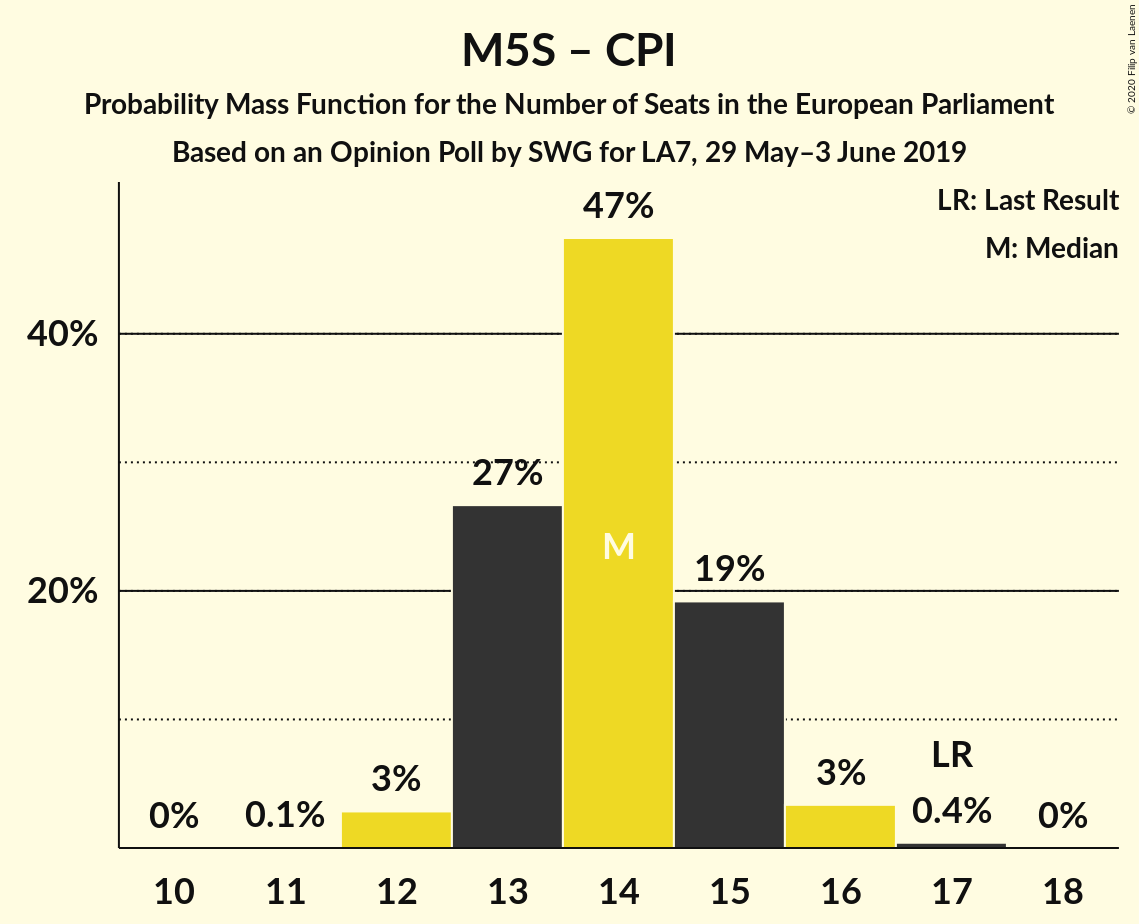 M5S – CPI
Probability Mass Function for the Number of Seats in the European Parliament
Based on an Opinion Poll by SWG for LA7, 29 May–3 June 2019
© 2020 Filip van Laenen
LR: Last Result
M: Median
47%
40%
27%
M
19%
20%
LR
3%
3%
0%
0.1%
0.4%
0%
10 11 12 13 14 15 16 17 18